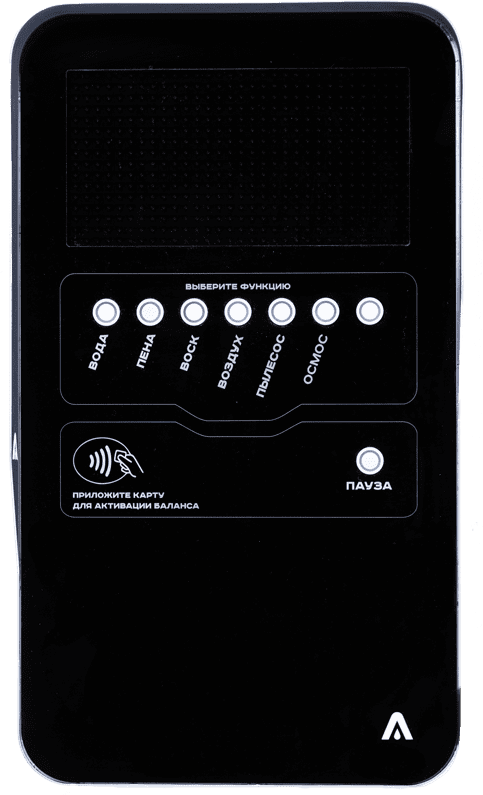 ВЫБЕРИТЕ ФУНКЦИЮ
ВОДА
ПЕНА
ВОСК
ВОЗДУХ
ПЫЛЕСОС
ОСМОС
ПАУЗА
ПРИЛОЖИТЕ КАРТУ
ДЛЯ АКТИВАЦИИ БАЛАНСА